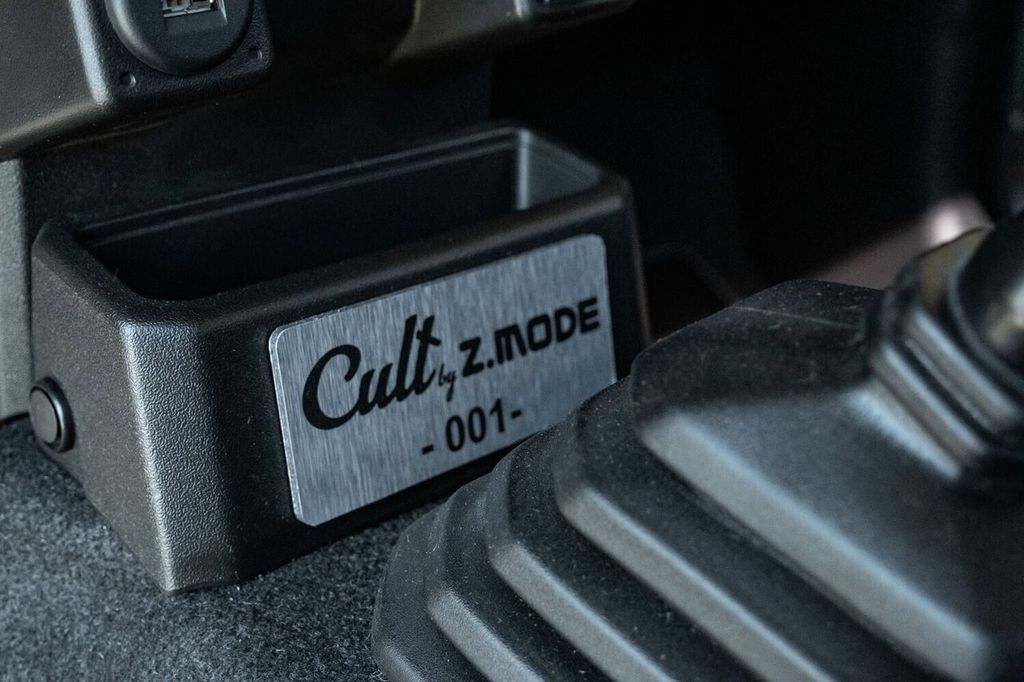 Cult by z.mode
- 001-